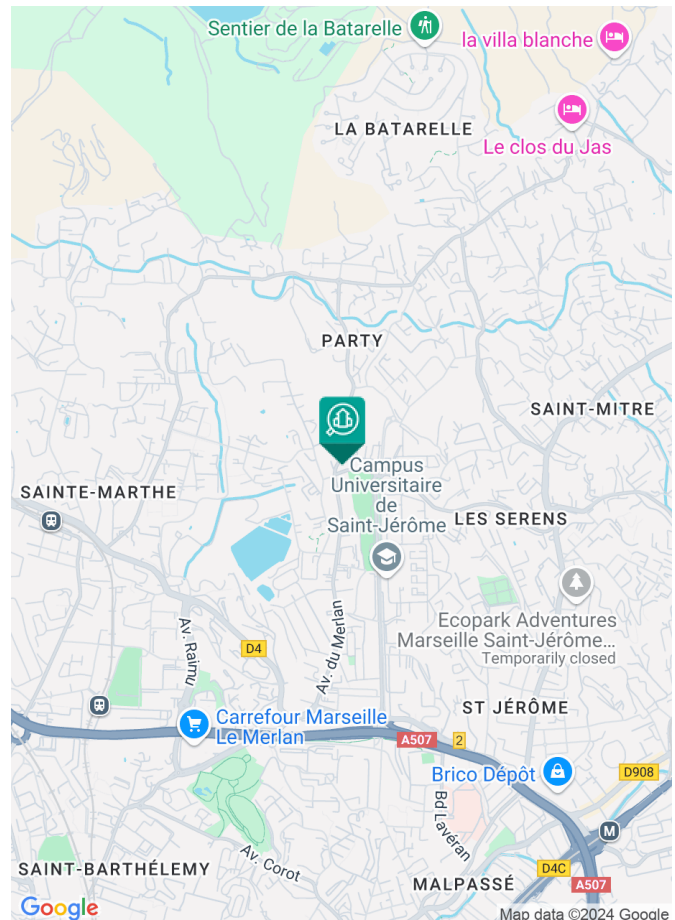 Sentier de la Batarelle
la villa blanche
LA BATARELLE
Le clos du Jas
PARTY
SAINT-MITRE
Campus
Universitaire
de
Saint-Jérôme
SAINTE-MARTHE
LES SERENS
Ecopark Adventures
Marseille Saint-Jérôme...
Temporarily closed
Av. Raimu
Av. du Merlan
D4
ST JÉRÔME
Carrefour Marseille
Le Merlan
A507
2
Brico Dépôt
D908
Bd Lavéran
M
Av. Corot
SAINT-BARTHÉLEMY
D4C
A507
MALPASSÉ
Google
Map data ©2024 Google